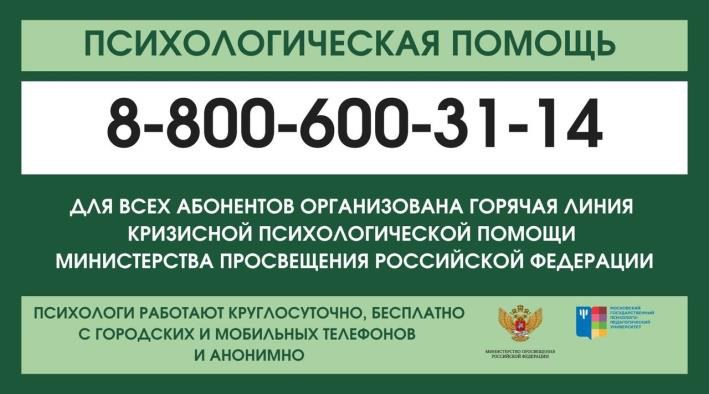 ПСИХОЛОГИЧЕСКАЯ ПОМОЩЬ
8-800-600-31-14
ДЛЯ ВСЕХ АБОНЕНТОВ ОРГАНИЗОВАНА ГОРЯЧАЯ ЛИНИЯ
КРИЗИСНОЙ ПСИХОЛОГИЧЕСКОЙ ПОМОЩИ
МИНИСТЕРСТВА ПРОСВЕЩЕНИЯ РОССИЙСКОЙ ФЕДЕРАЦИИ
ПСИХОЛОГИ РАБОТАЮТ КРУГЛОСУТОЧНО, БЕСПЛАТНО
С ГОРОДСКИХ И МОБИЛЬНЫХ ТЕЛЕФОНОВ
И АНОНИМНО
МИНИСТЕРСТВО ПРОСВЕЩЕНИЯ
РОССИЙСКОЙ ФЕДЕРАЦИИ
МОСКОВСКИЙ
ГОСУДАРСТВЕННЫЙ
ПСИХОЛОГО-
ПЕДАГОГИЧЕСКИЙ
УНИВЕРСИТЕТ